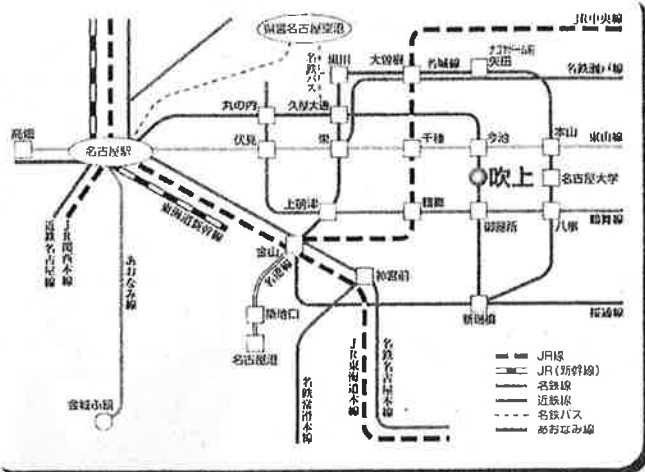 県営名古屋空港
JR中央線
ナゴヤドーム前
矢田
大曽根
名城線
名鉄瀬戸線
黒川
名鉄バス
丸の内
久屋大通
高畑
名古屋駅
伏見
栄
千種
今池
本山
東山線
吹上
名古屋大学
上前津
鶴舞
御器所
八事
鶴舞線
東海道新幹線
近鉄名古屋線
JR関西本線
あおなみ線
金山
名港線
神宮前
築地口
新瑞橋
桜通線
名古屋港
JR東海道本線
名鉄名古屋本線
名鉄常滑本線
金城ふ頭
JR線
JR(新幹線)
名鉄線
近鉄線
名鉄バス
あおなみ線